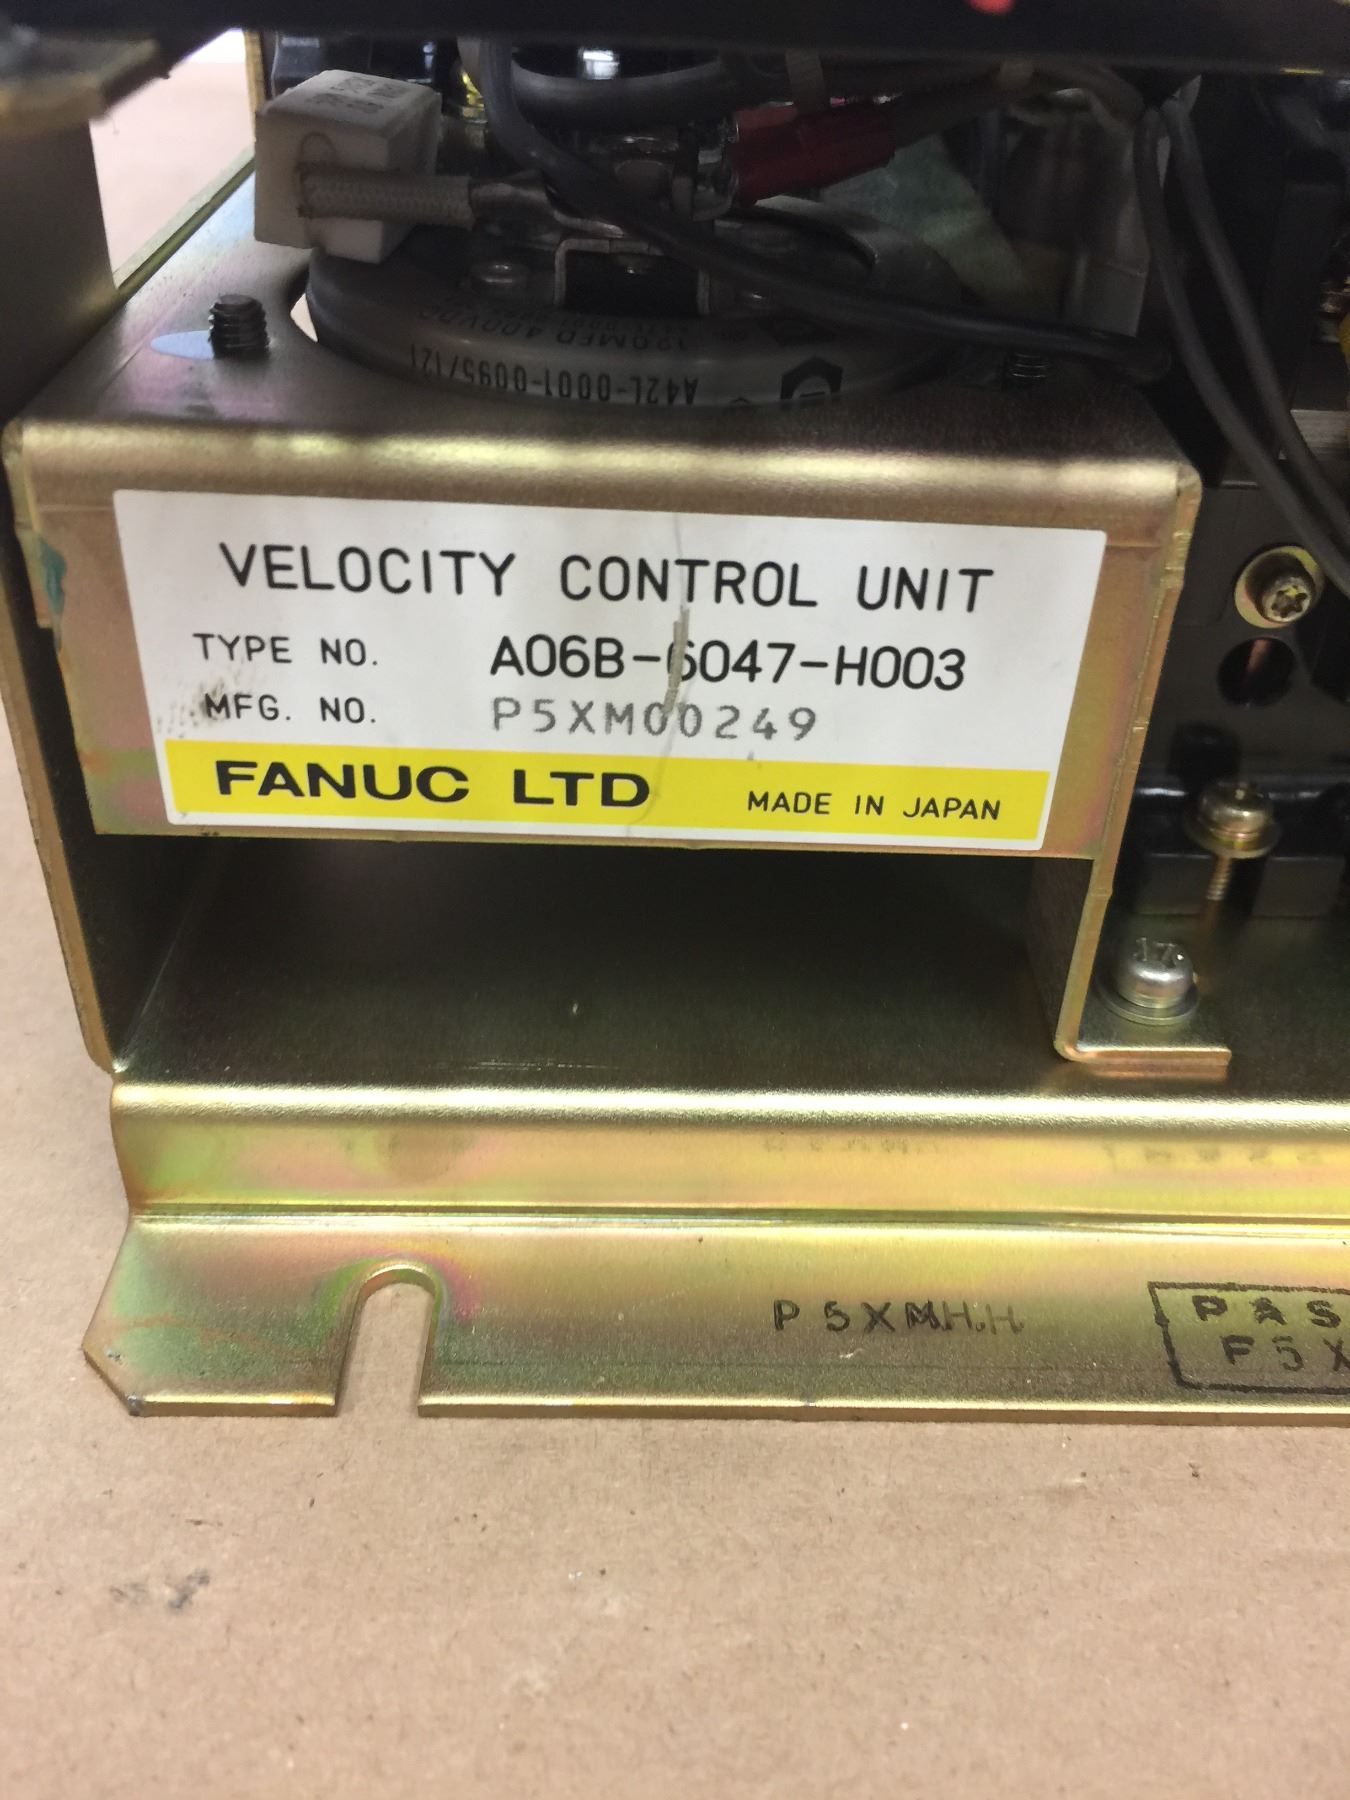 120MFD 400VDC
A42L-0001-0095/121
VELOCITY CONTROL UNIT
TYPE NO. A06B-6047-H003
MFG. NO. P5XM00249
FANUC LTD MADE IN JAPAN
P5XM.H.H
PAS
F5X